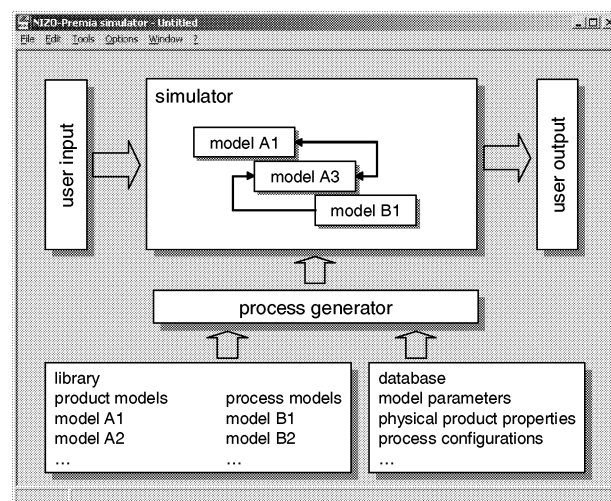 NIZO-Premia simulator - Untitled
File Edit Tools Options Window ?
user input
simulator
model A1
model A3
model B1
user output
process generator
library
product models process models
model A1 model B1
model A2 model B2
... ...
database
model parameters
physical product properties
process configurations
...